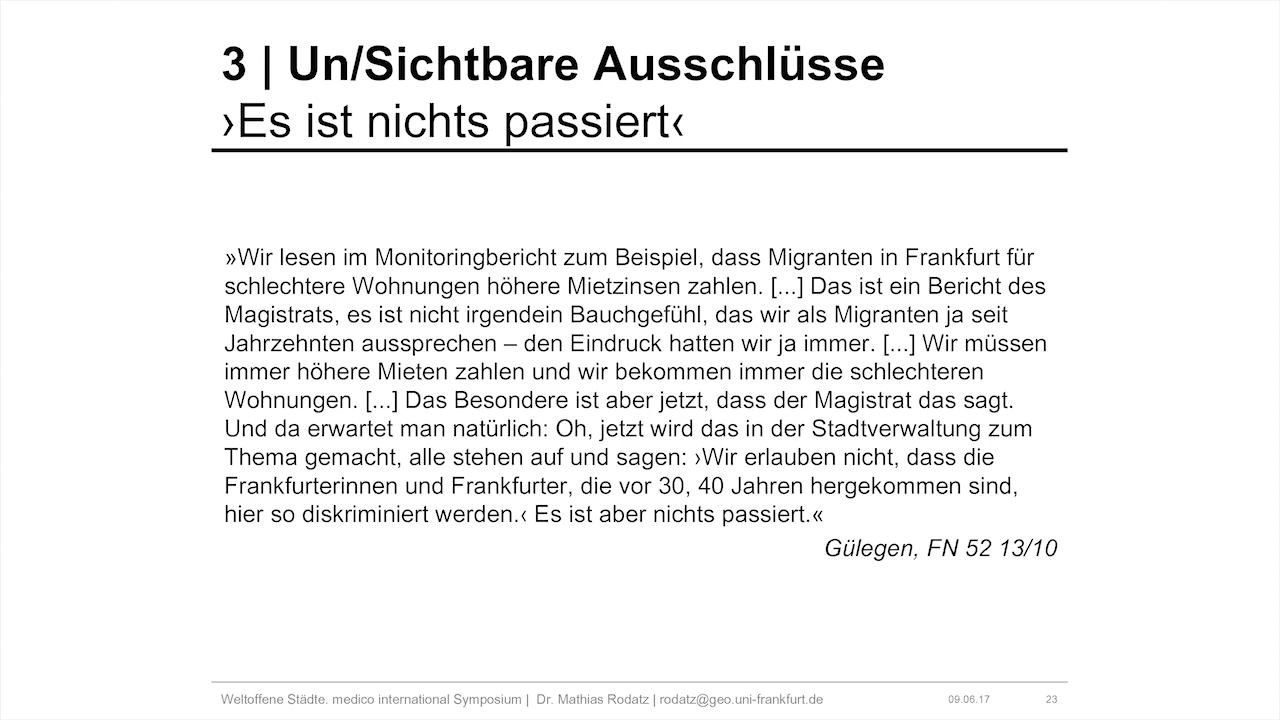 3 | Un/Sichtbare Ausschlüsse
›Es ist nichts passiert‹
»Wir lesen im Monitoringbericht zum Beispiel, dass Migranten in Frankfurt für
schlechtere Wohnungen höhere Mietzinsen zahlen. [...] Das ist ein Bericht des
Magistrats, es ist nicht irgendein Bauchgefühl, das wir als Migranten ja seit
Jahrzehnten aussprechen – den Eindruck hatten wir ja immer. [...] Wir müssen
immer höhere Mieten zahlen und wir bekommen immer die schlechteren
Wohnungen. [...] Das Besondere ist aber jetzt, dass der Magistrat das sagt.
Und da erwartet man natürlich: Oh, jetzt wird das in der Stadtverwaltung zum
Thema gemacht, alle stehen auf und sagen: ›Wir erlauben nicht, dass die
Frankfurterinnen und Frankfurter, die vor 30, 40 Jahren hergekommen sind,
hier so diskriminiert werden.‹ Es ist aber nichts passiert.«
Gülegen, FN 52 13/10
Weltoffene Städte. medico international Symposium | Dr. Mathias Rodatz | rodatz@geo.uni-frankfurt.de 09.06.17 23